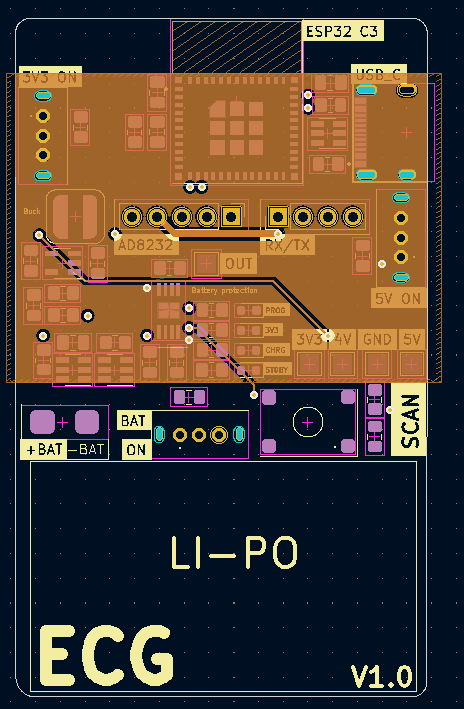 ESP32 C3
3V3 ON
USB_C
Buck
AD8232
RX/TX
OUT
Battery protection
5V ON
PROG
3V3
CHRG
STDBY
3V3
4V
GND
5V
BAT
ON
+BAT
-BAT
SCAN
LI-PO
ECG
V1.0